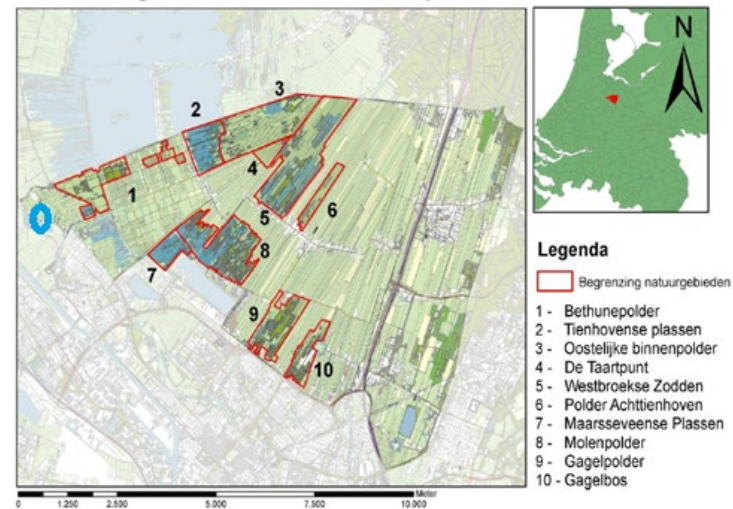 2
3
1
4
5
6
7
8
9
10
Meter
0 1.250 2.500 5.000 7.500 10.000
N
Legenda
Begrenzing natuurgebieden
1 - Bethunepolder
2 - Tienhovense plassen
3 - Oostelijke binnenpolder
4 - De Taartpunt
5 - Westbroekse Zodden
6 - Polder Achttienhoven
7 - Maarsseveense Plassen
8 - Molenpolder
9 - Gagelpolder
10 - Gagelbos